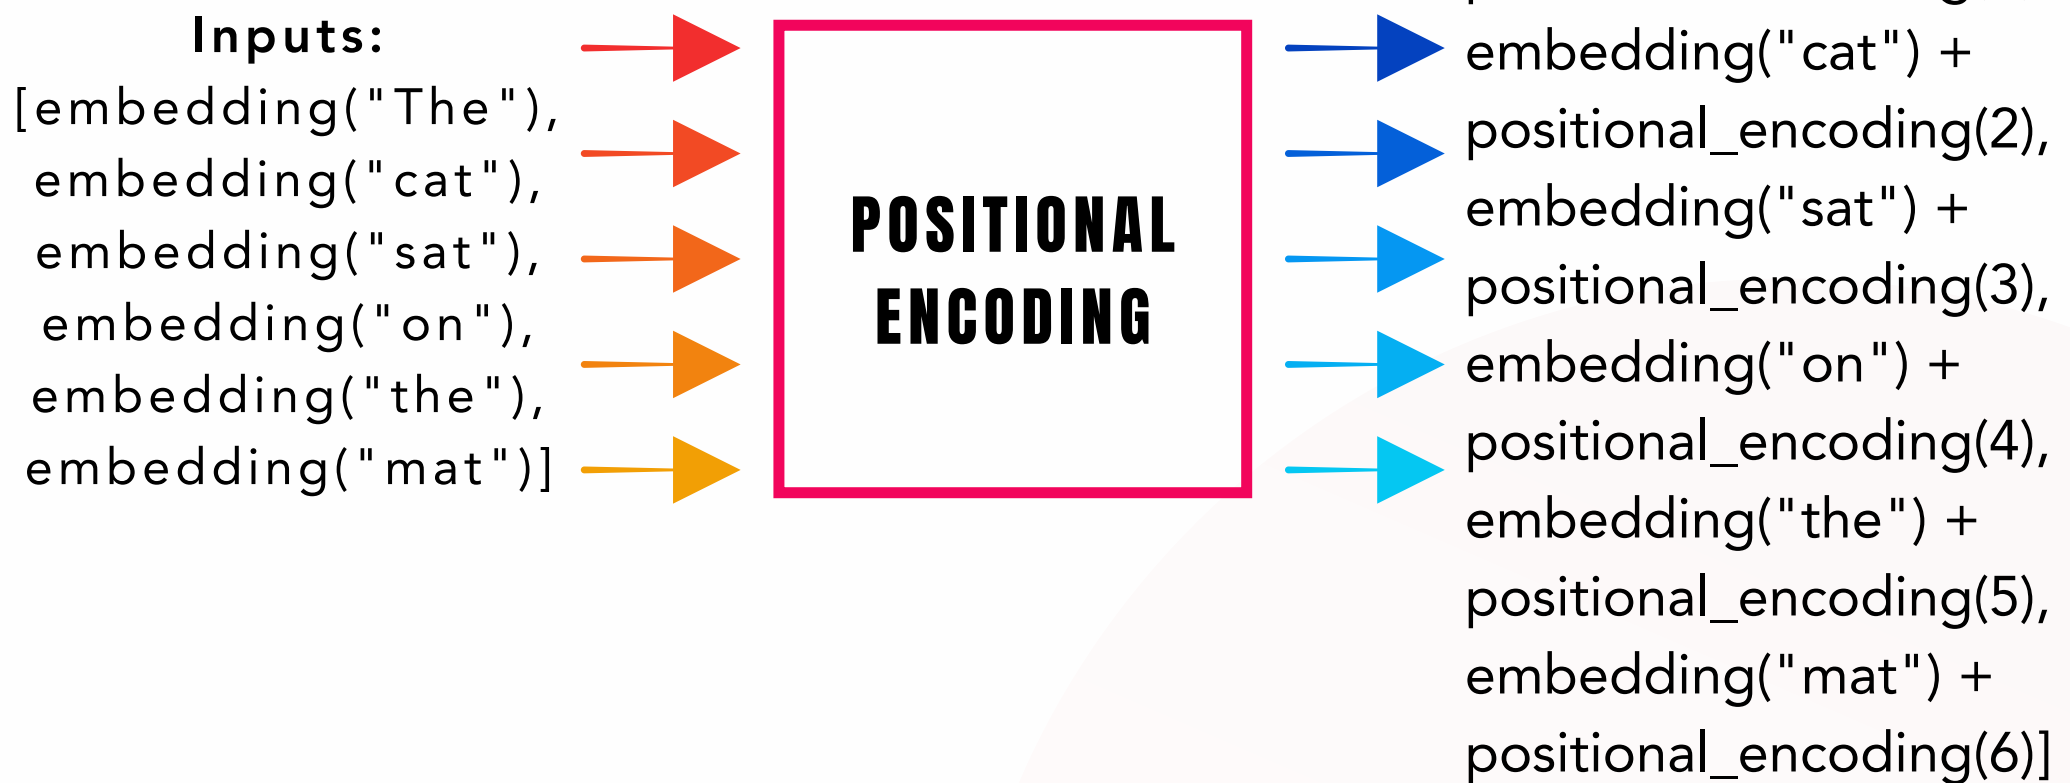 Inputs:
[embedding("The"),
embedding("cat"),
embedding("sat"),
embedding("on"),
embedding("the"),
embedding("mat")]
POSITIONAL
ENCODING
embedding("cat") +
positional_encoding(2),
embedding("sat") +
positional_encoding(3),
embedding("on") +
positional_encoding(4),
embedding("the") +
positional_encoding(5),
embedding("mat") +
positional_encoding(6)]